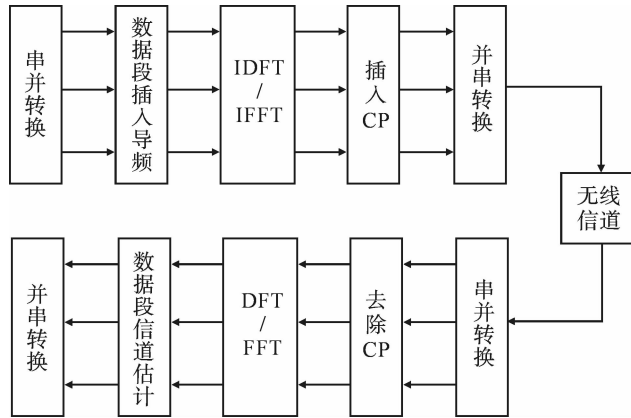 串并转换
数据段插入导频
IDFT
/
IFFT
插入
CP
并串转换
无线
信道
并串转换
数据段信道估计
DFT
/
FFT
去除
CP
串并转换